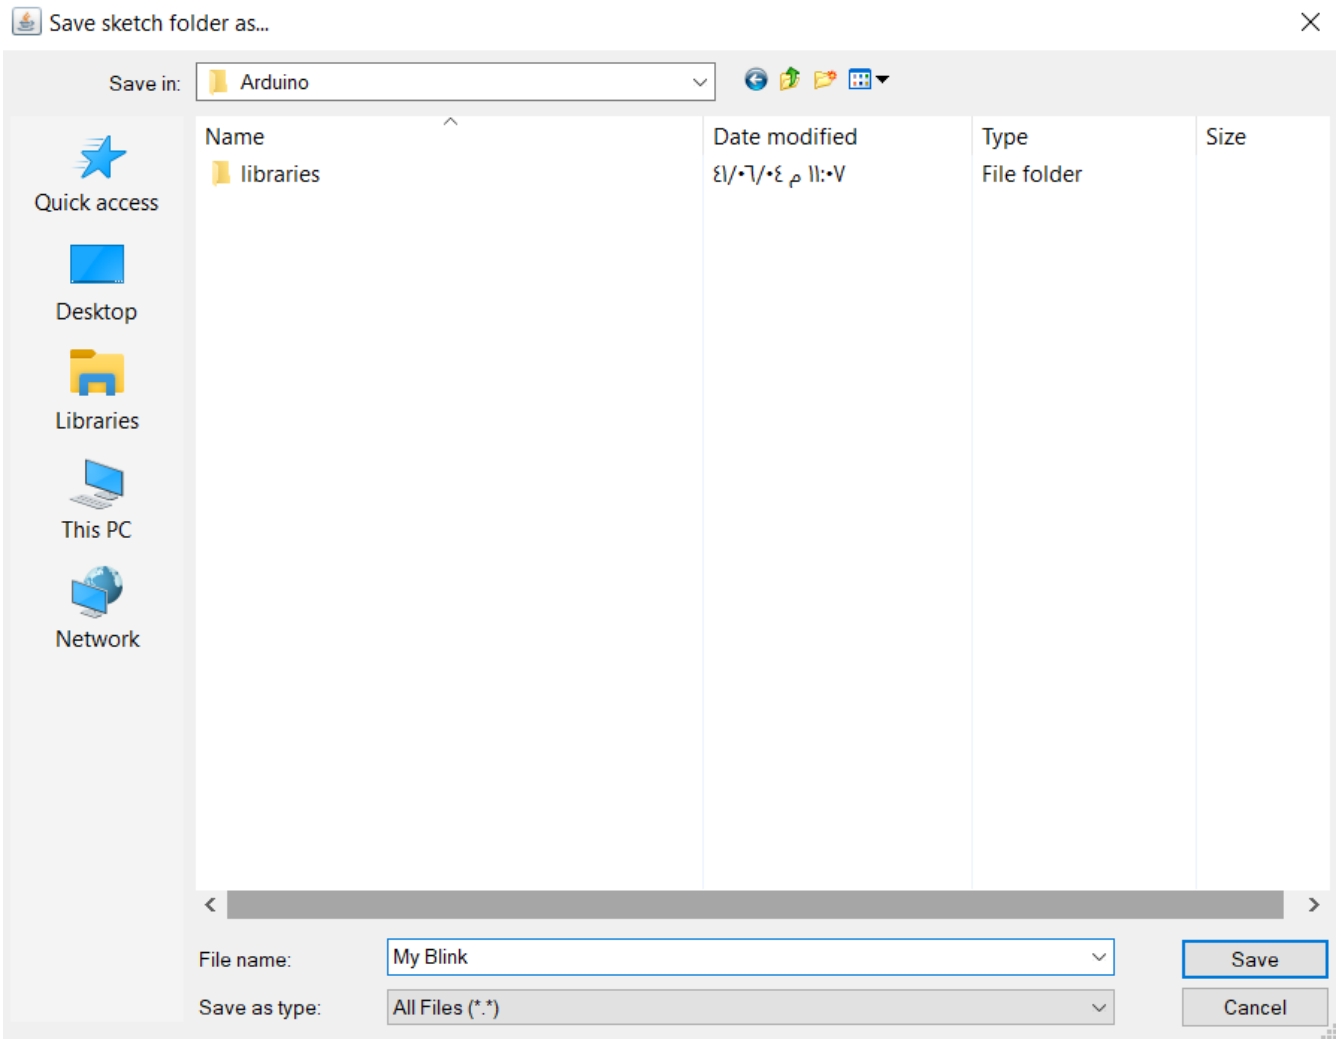 Save sketch folder as...
Save in: Arduino
Name Date modified Type Size
libraries ٤١/٠٦/٠٤ م ١١:٠٧ File folder
Quick access
Desktop
Libraries
This PC
Network
File name: My Blink Save
Save as type: All Files (*.*) Cancel